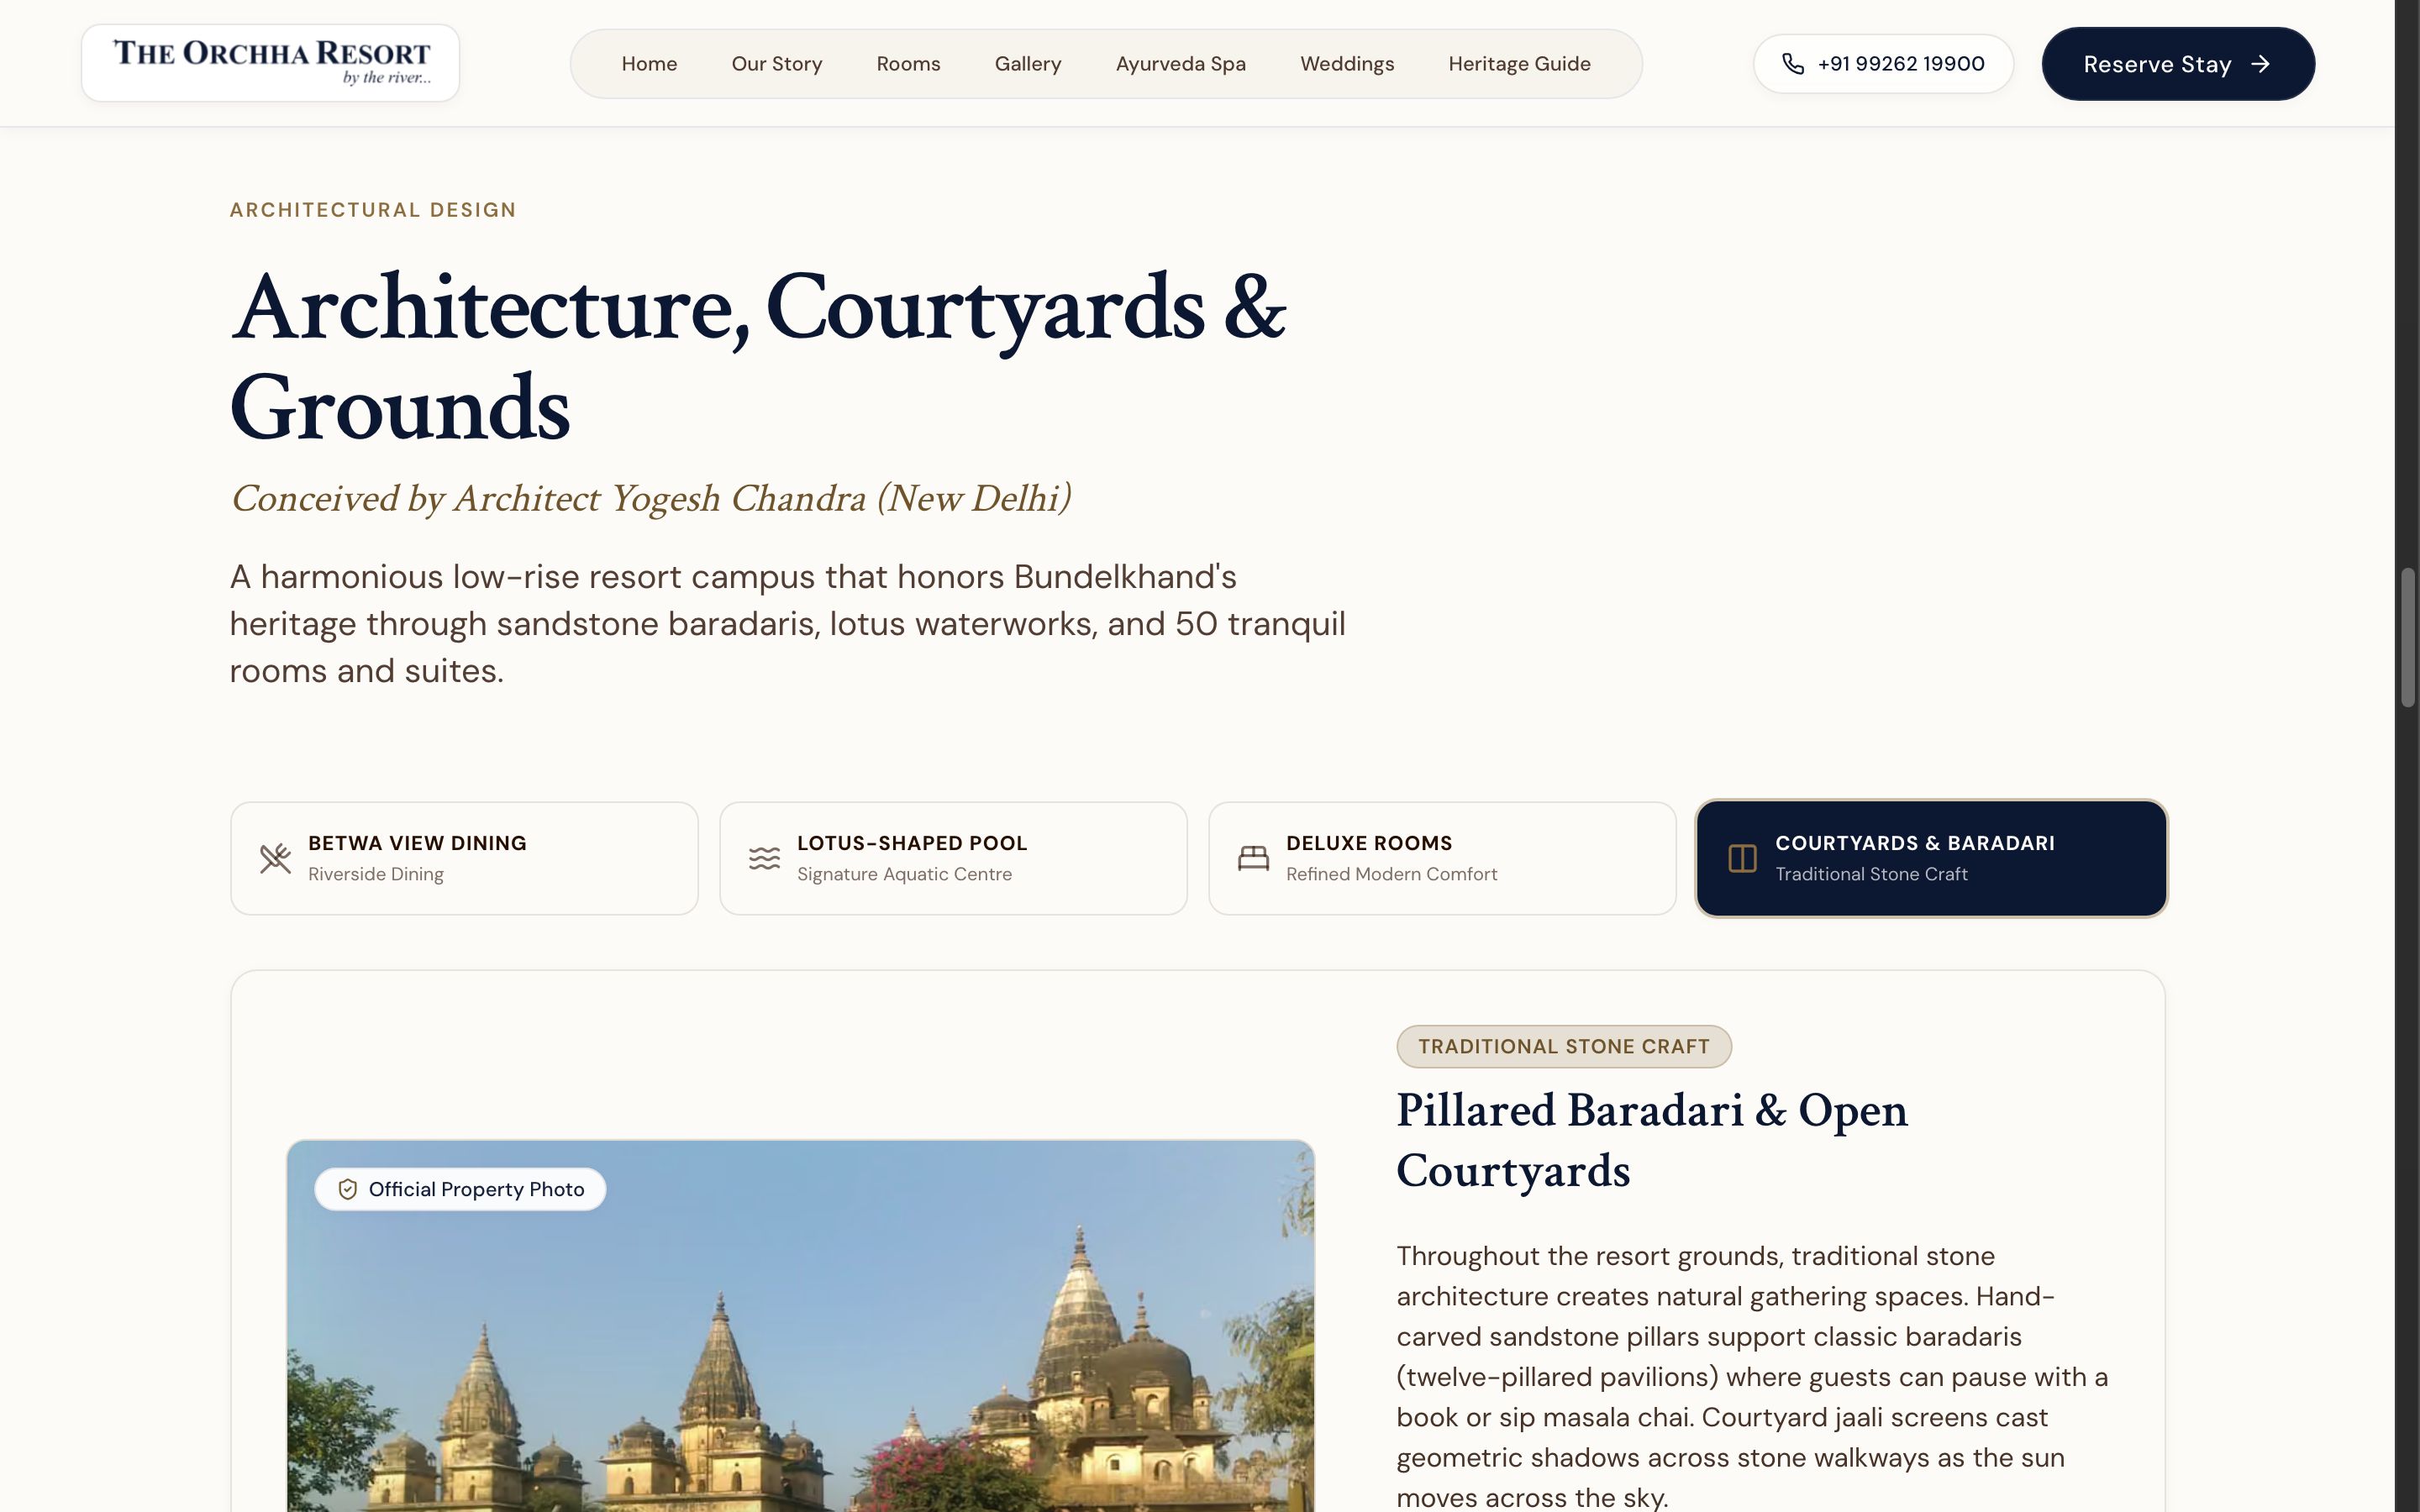 THE ORCHHA RESORT
by the river...
Home
Our Story
Rooms
Gallery
Ayurveda Spa
Weddings
Heritage Guide
+91 99262 19900
Reserve Stay
ARCHITECTURAL DESIGN
Architecture, Courtyards &
Grounds
Conceived by Architect Yogesh Chandra (New Delhi)
A harmonious low-rise resort campus that honors Bundelkhand's
heritage through sandstone baradaris, lotus waterworks, and 50 tranquil
rooms and suites.
BETWA VIEW DINING
Riverside Dining
LOTUS-SHAPED POOL
Signature Aquatic Centre
DELUXE ROOMS
Refined Modern Comfort
COURTYARDS & BARADARI
Traditional Stone Craft
Official Property Photo
TRADITIONAL STONE CRAFT
Pillared Baradari & Open
Courtyards
Throughout the resort grounds, traditional stone
architecture creates natural gathering spaces. Hand-
carved sandstone pillars support classic baradaris
(twelve-pillared pavilions) where guests can pause with a
book or sip masala chai. Courtyard jaali screens cast
geometric shadows across stone walkways as the sun
moves across the sky.